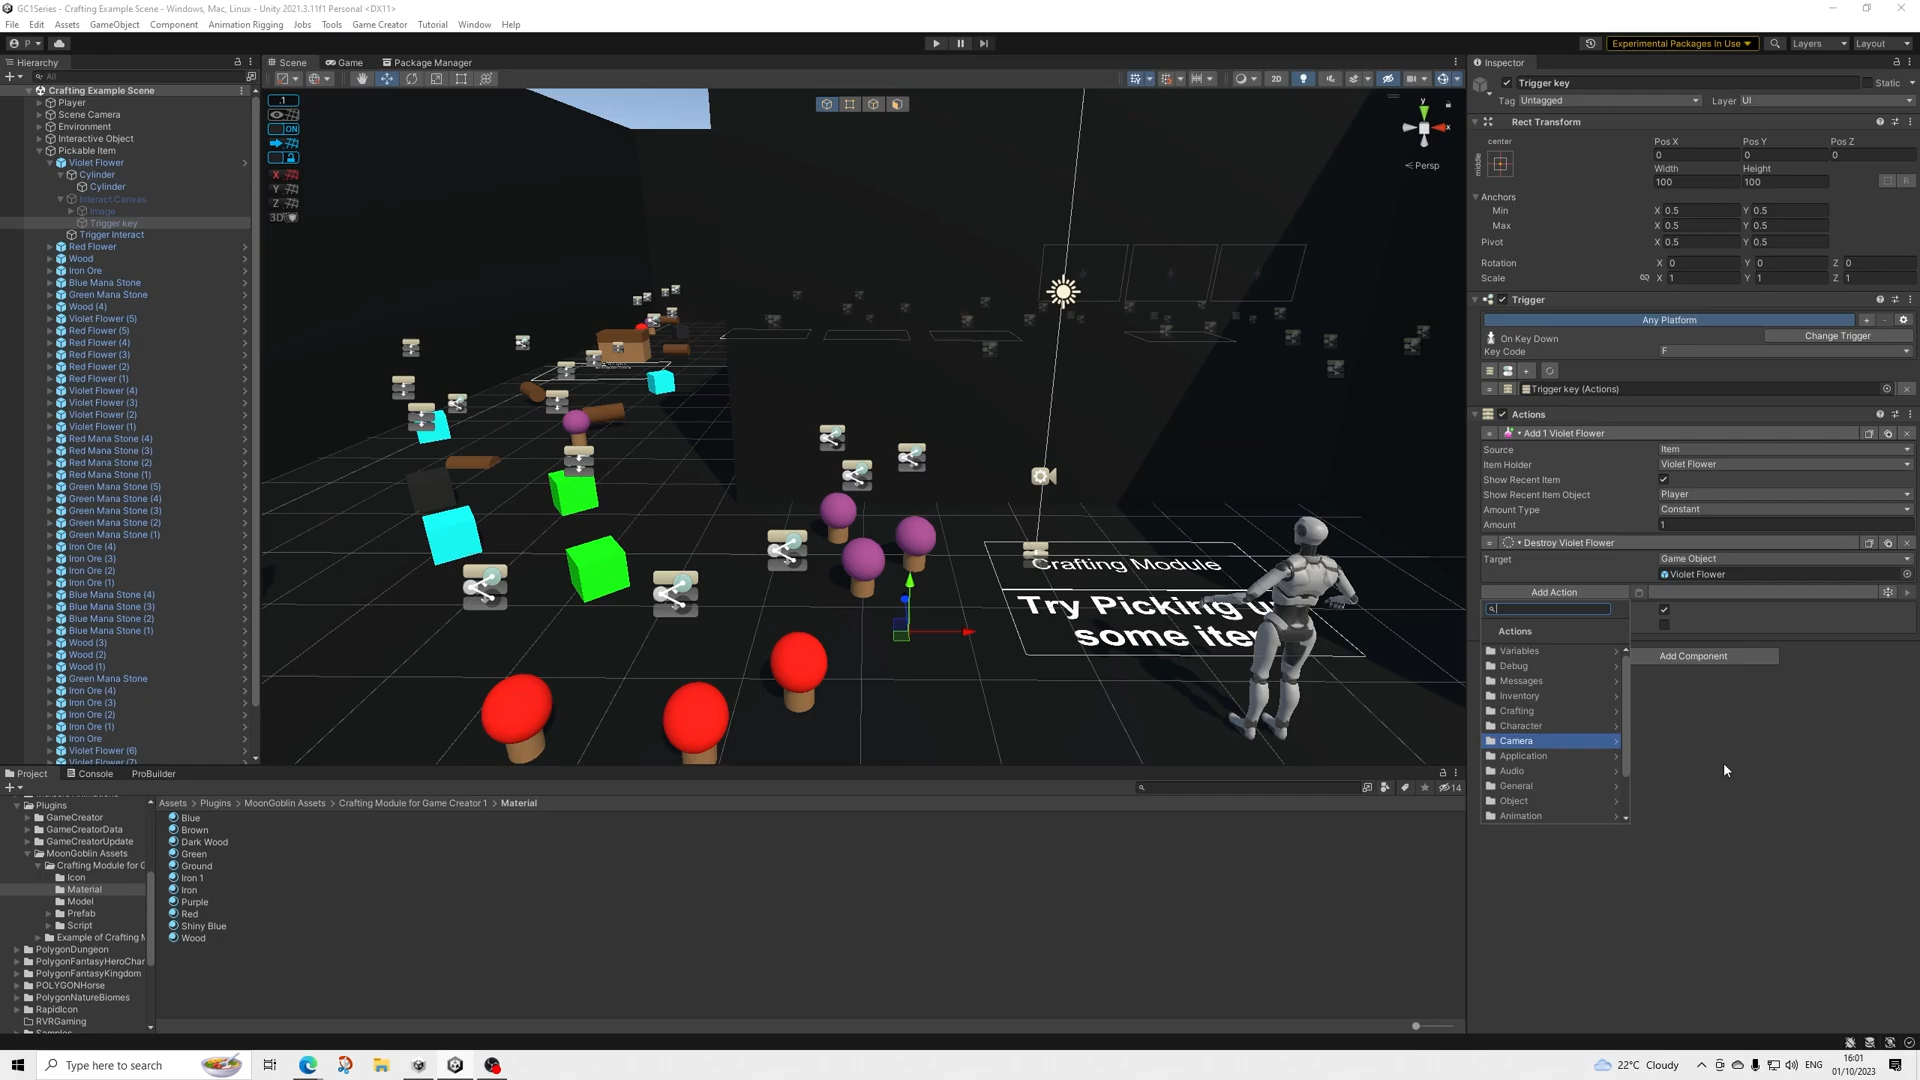 GC1Series - Crafting Example Scene - Windows, Mac, Linux - Unity 2021.3.11f1 Personal <DX11>
File Edit Assets GameObject Component Animation Rigging Jobs Tools Game Creator Tutorial Window Help
P Experimental Packages In Use Layers Layout
Hierarchy
All
Crafting Example Scene
Player
Scene Camera
Environment
Interactive Object
Pickable Item
Violet Flower
Cylinder
Cylinder
Interact Canvas
Image
Trigger key
Trigger Interact
Red Flower
Wood
Iron Ore
Blue Mana Stone
Green Mana Stone
Wood (4)
Violet Flower (5)
Red Flower (5)
Red Flower (4)
Red Flower (3)
Red Flower (2)
Red Flower (1)
Violet Flower (4)
Violet Flower (3)
Violet Flower (2)
Violet Flower (1)
Red Mana Stone (4)
Red Mana Stone (3)
Red Mana Stone (2)
Red Mana Stone (1)
Green Mana Stone (5)
Green Mana Stone (4)
Green Mana Stone (3)
Green Mana Stone (2)
Green Mana Stone (1)
Iron Ore (4)
Iron Ore (3)
Iron Ore (2)
Iron Ore (1)
Blue Mana Stone (4)
Blue Mana Stone (3)
Blue Mana Stone (2)
Blue Mana Stone (1)
Wood (3)
Wood (2)
Wood (1)
Green Mana Stone
Iron Ore (4)
Iron Ore (3)
Iron Ore (2)
Iron Ore (1)
Iron Ore
Violet Flower (6)
Violet Flower (7)
Scene Game Package Manager
2D
.1
ON
X
Y
Z
3D
y
x
< Persp
Crafting Module
Try Picking u
some ite
Inspector
Trigger key Static
Tag Untagged Layer UI
Rect Transform
center
middle
Pos X Pos Y Pos Z
0 0 0
Width Height
100 100
R
Anchors
Min X 0.5 Y 0.5
Max X 0.5 Y 0.5
Pivot X 0.5 Y 0.5
Rotation X 0 Y 0 Z 0
Scale X 1 Y 1 Z 1
Trigger
Any Platform
On Key Down Change Trigger
Key Code F
Trigger key (Actions)
Actions
Add 1 Violet Flower
Source Item
Item Holder Violet Flower
Show Recent Item
Show Recent Item Object Player
Amount Type Constant
Amount 1
Destroy Violet Flower
Target Game Object
Violet Flower
Add Action
Actions
Variables
Debug
Messages
Inventory
Crafting
Character
Camera
Application
Audio
General
Object
Animation
Add Component
Project Console ProBuilder
14
Plugins
GameCreator
GameCreatorData
GameCreatorUpdate
MoonGoblin Assets
Crafting Module for G
Icon
Material
Model
Prefab
Script
Example of Crafting M
PolygonDungeon
PolygonFantasyHeroChar
PolygonFantasyKingdom
POLYGONHorse
PolygonNatureBiomes
RapidIcon
RVRGaming
Samples
Assets > Plugins > MoonGoblin Assets > Crafting Module for Game Creator 1 > Material
Blue
Brown
Dark Wood
Green
Ground
Iron 1
Iron
Purple
Red
Shiny Blue
Wood
Type here to search
22°C Cloudy
ENG
16:01
01/10/2023